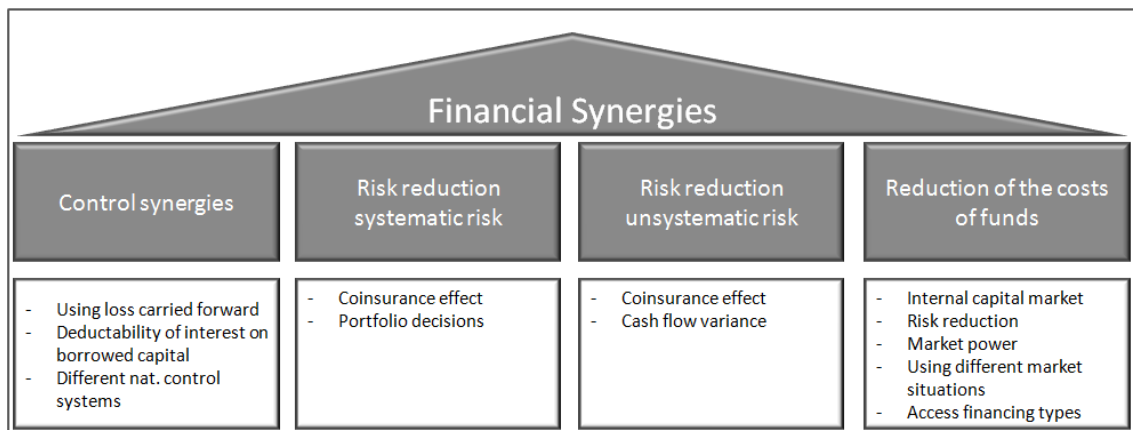 Financial Synergies
Control synergies
Risk reduction
systematic risk
Risk reduction
unsystematic risk
Reduction of the costs
of funds
- Using loss carried forward
- Deductability of interest on
borrowed capital
- Different nat. control
systems
- Coinsurance effect
- Portfolio decisions
- Coinsurance effect
- Cash flow variance
- Internal capital market
- Risk reduction
- Market power
- Using different market
situations
- Access financing types